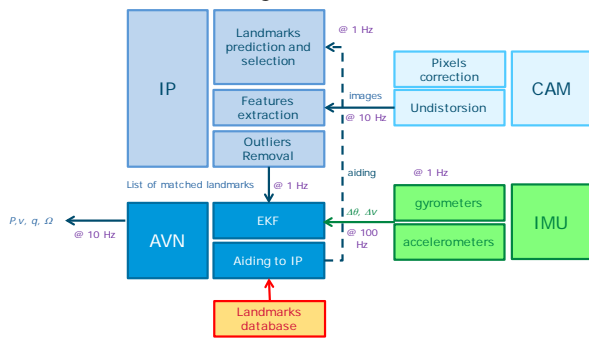 IP
Landmarks
prediction and
selection
@ 1 Hz
Features
extraction
images
@ 10 Hz
Pixels
correction
Undistorsion
CAM
Outliers
Removal
List of matched landmarks
@ 1 Hz
aiding
@ 1 Hz
P,v, q, Ω
@ 10 Hz
AVN
EKF
Aiding to IP
Δθ, Δv
@ 100
Hz
gyrometers
accelerometers
IMU
Landmarks
database